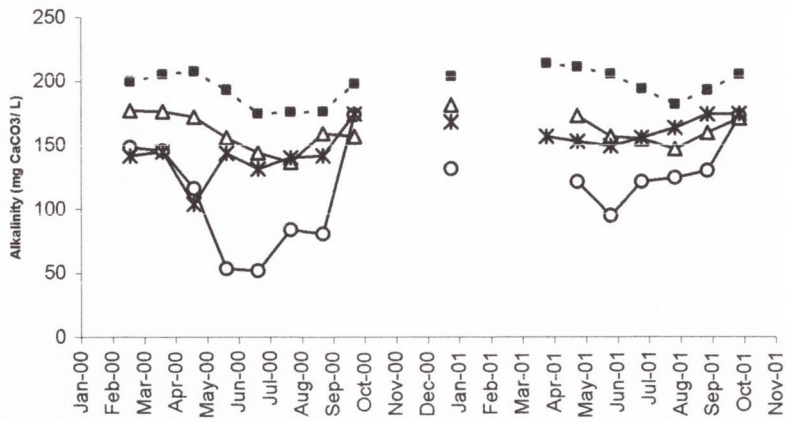 250
200
150
100
50
0
Alkalinity (mg CaCO3/ L)
Jan-00
Feb-00
Mar-00
Apr-00
May-00
Jun-00
Jul-00
Aug-00
Sep-00
Oct-00
Nov-00
Dec-00
Jan-01
Feb-01
Mar-01
Apr-01
May-01
Jun-01
Jul-01
Aug-01
Sep-01
Oct-01
Nov-01